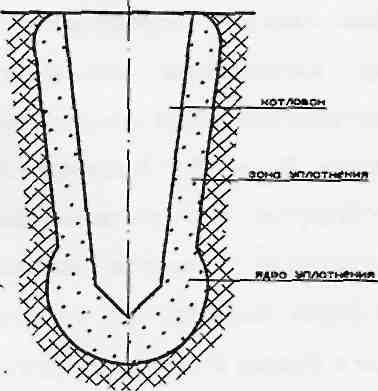 котлован
зона уплотнения
ядро уплотнения